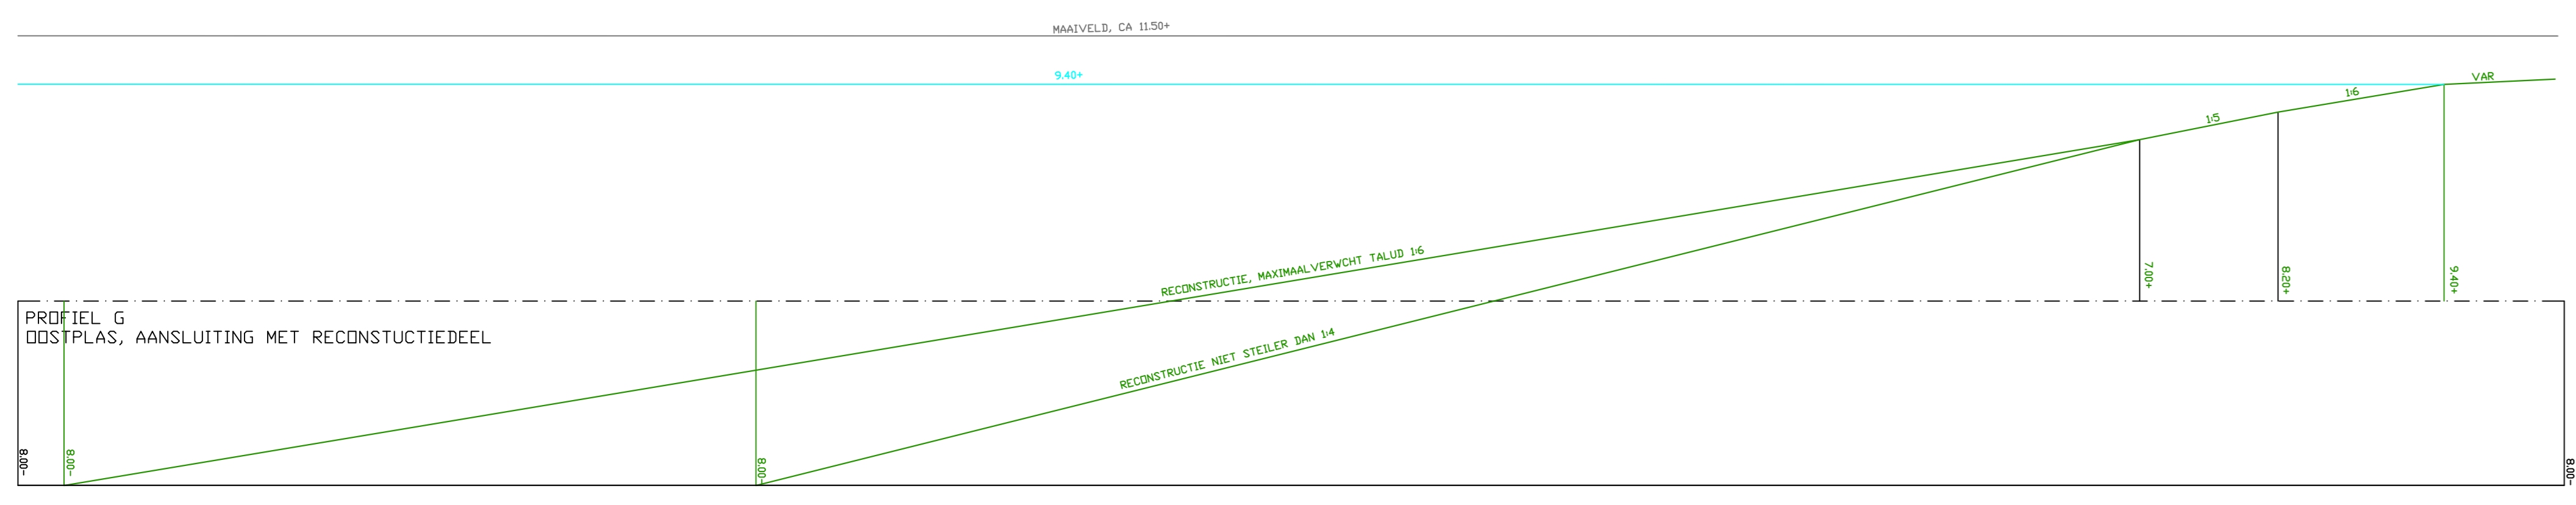 MAAIVELD, CA 11.50+
9.40+
VAR
1:6
1:5
RECONSTRUCTIE, MAXIMAALVERWCHT TALUD 1:6
7.00+
8.20+
9.40+
PROFIEL G
OOSTPLAS, AANSLUITING MET RECONSTUCTIEDEEL
RECONSTRUCTIE NIET STEILER DAN 1:4
8.00-
8.00-
8.00-
8.00-